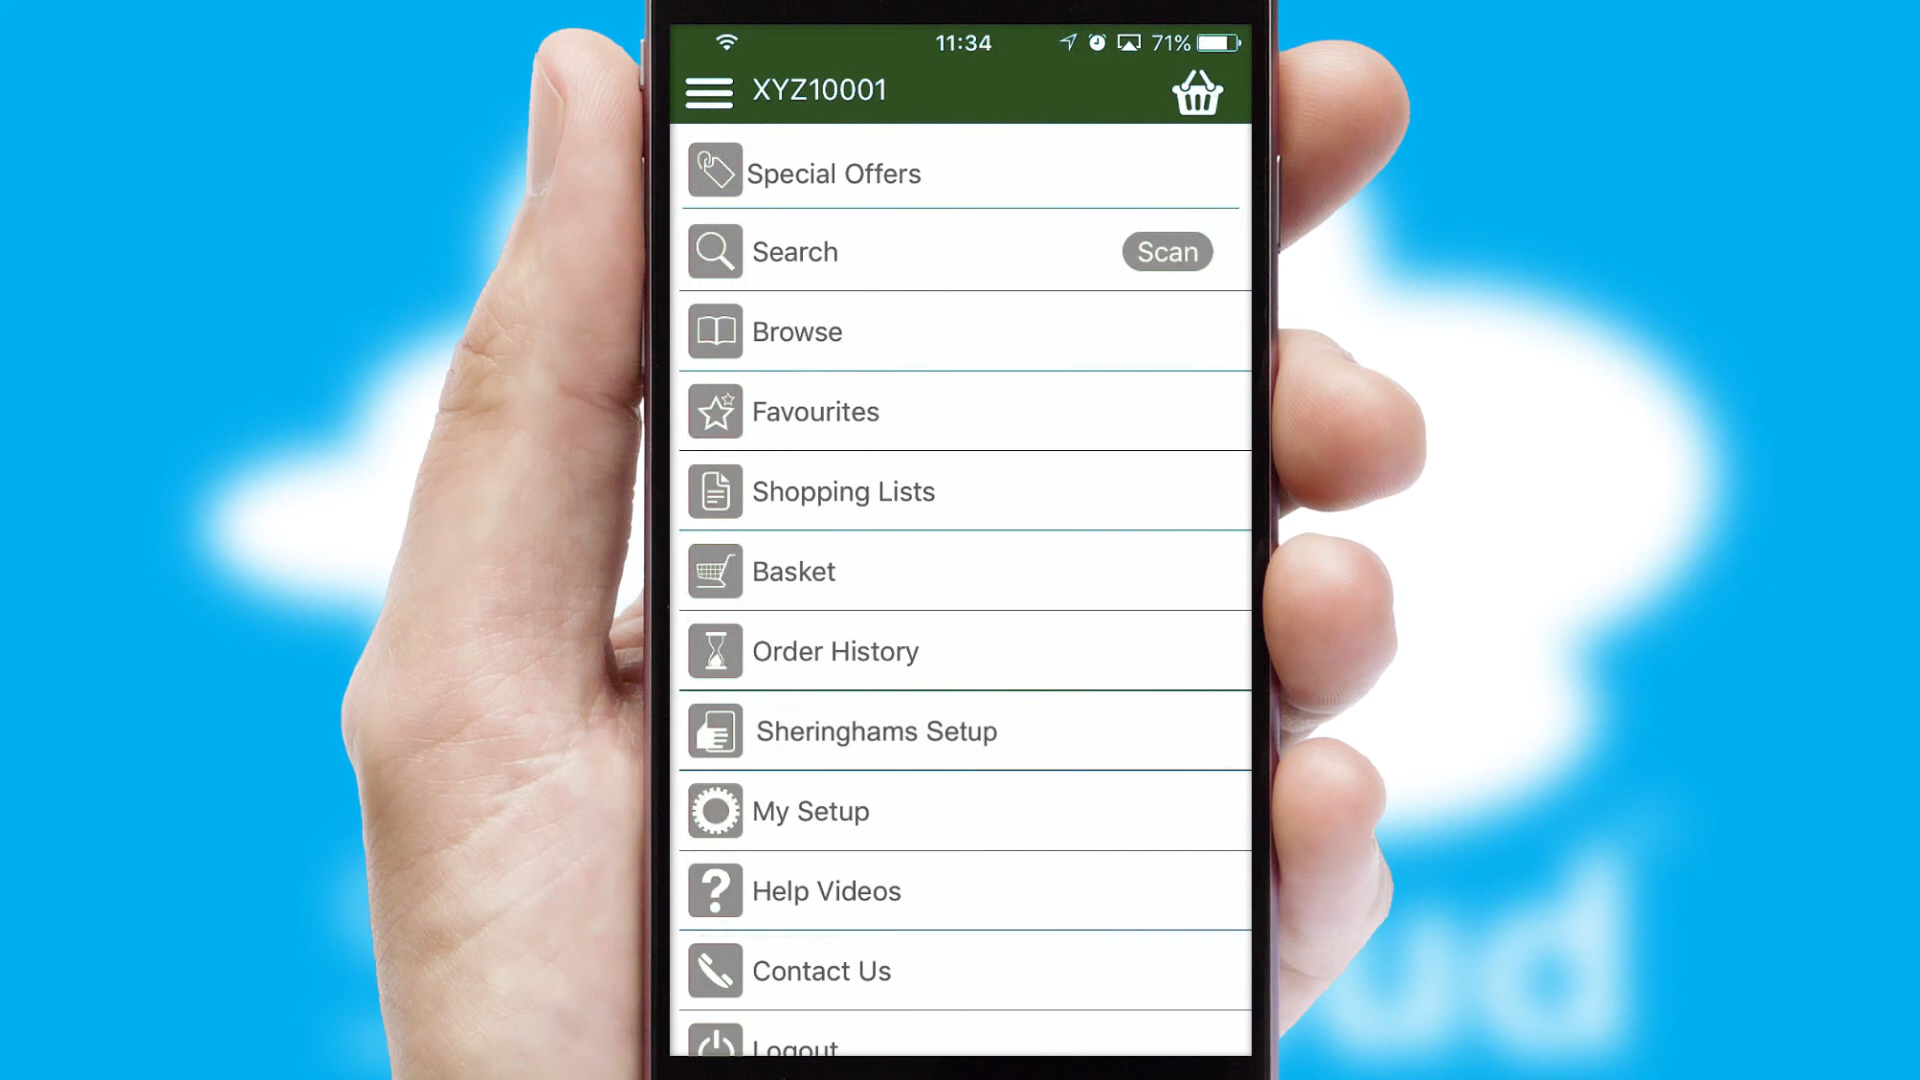 11:34 71%
XYZ10001
Special Offers
Search Scan
Browse
Favourites
Shopping Lists
Basket
Order History
Sheringhams Setup
My Setup
Help Videos
Contact Us
Logout